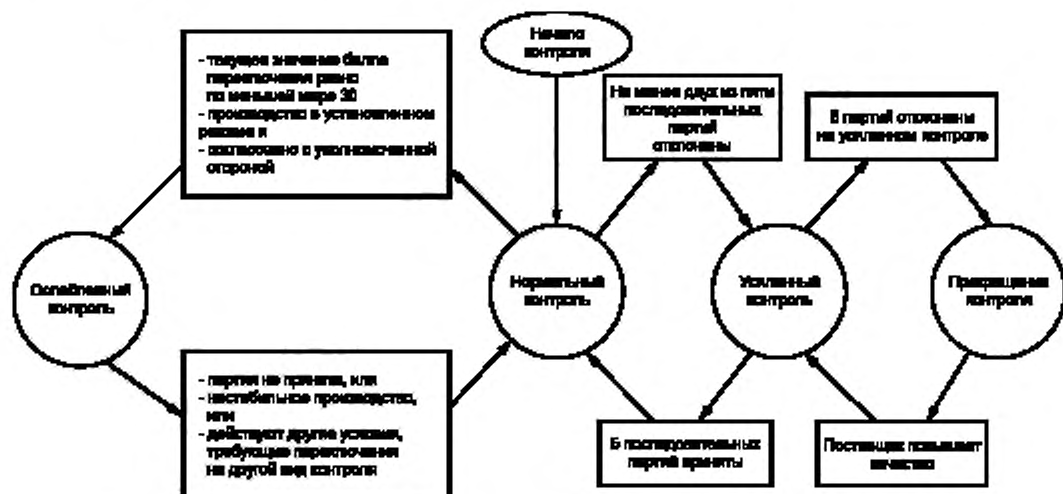 Начало
контроля
- текущее значение балла
переключения равно
по меньшей мере 30
- производство в установленном
режиме и
- согласовано с уполномоченной
стороной
Не менее двух из пяти
последовательных
партий
отклонены
5 партий отклонены
на усиленном контроле
Ослабленный
контроль
Нормальный
контроль
Усиленный
контроль
Прекращение
контроля
- партия не принята, или
- нестабильное производство,
или
- действуют другие условия,
требующие переключения
на другой вид контроля
5 последовательных
партий приняты
Поставщик повышает
качество